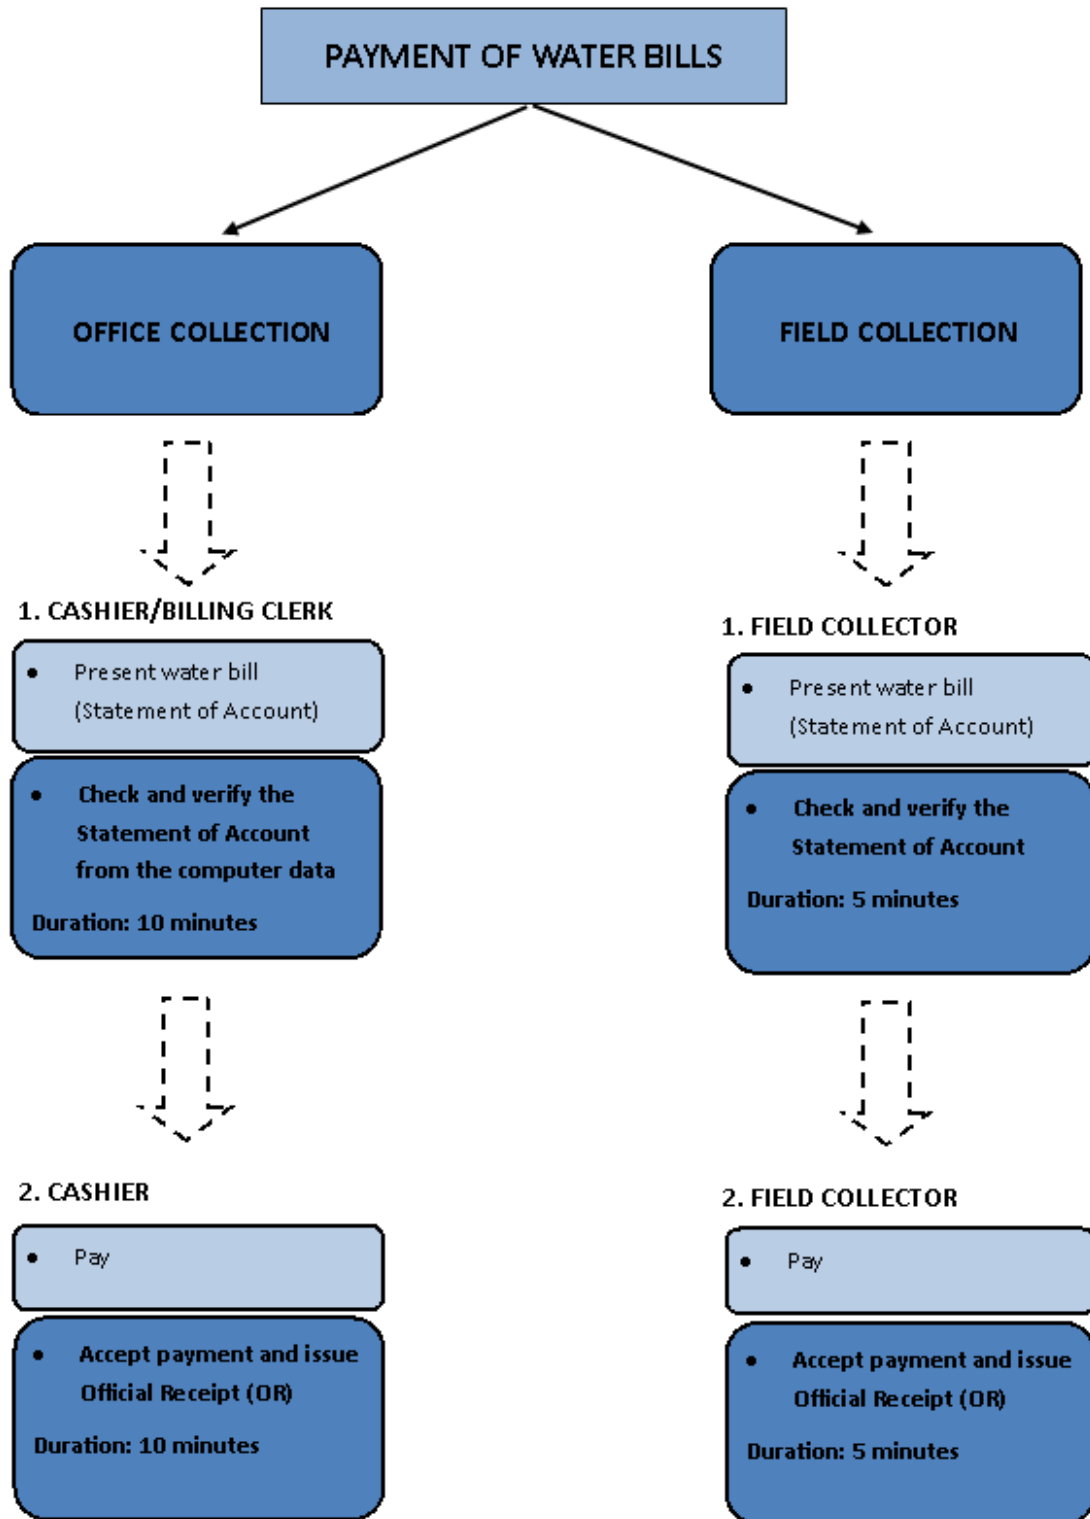 PAYMENT OF WATER BILLS
OFFICE COLLECTION
FIELD COLLECTION
1. CASHIER/BILLING CLERK
• Present water bill
(Statement of Account)
• Check and verify the
Statement of Account
from the computer data
Duration: 10 minutes
2. CASHIER
• Pay
• Accept payment and issue
Official Receipt (OR)
Duration: 10 minutes
1. FIELD COLLECTOR
• Present water bill
(Statement of Account)
• Check and verify the
Statement of Account
Duration: 5 minutes
2. FIELD COLLECTOR
• Pay
• Accept payment and issue
Official Receipt (OR)
Duration: 5 minutes